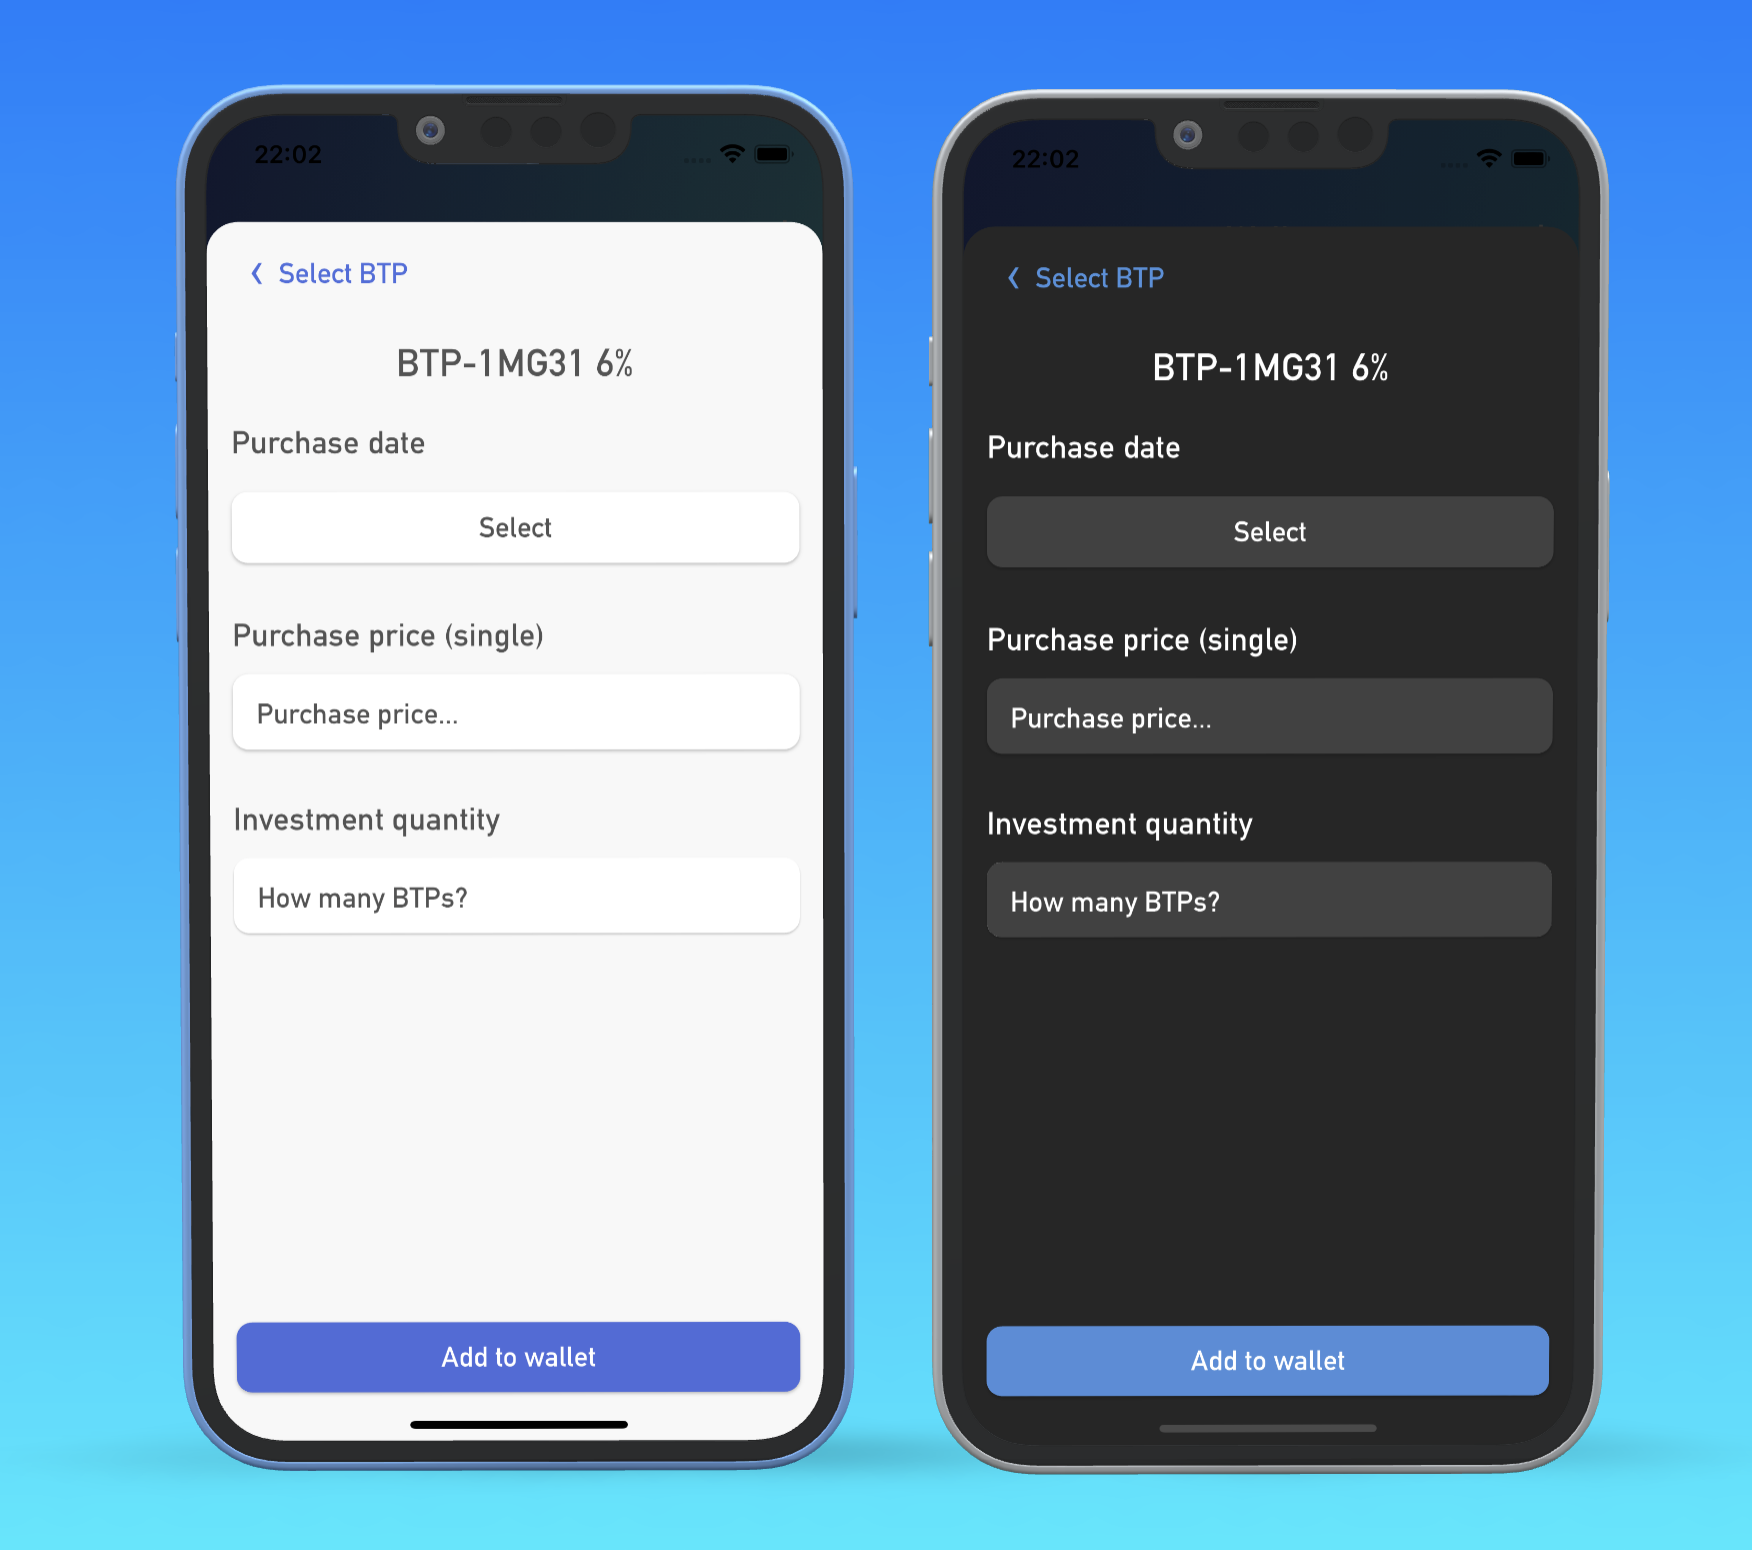 22:02
Select BTP
BTP-1MG31 6%
Purchase date
Select
Purchase price (single)
Purchase price...
Investment quantity
How many BTPs?
Add to wallet
22:02
Select BTP
BTP-1MG31 6%
Purchase date
Select
Purchase price (single)
Purchase price...
Investment quantity
How many BTPs?
Add to wallet